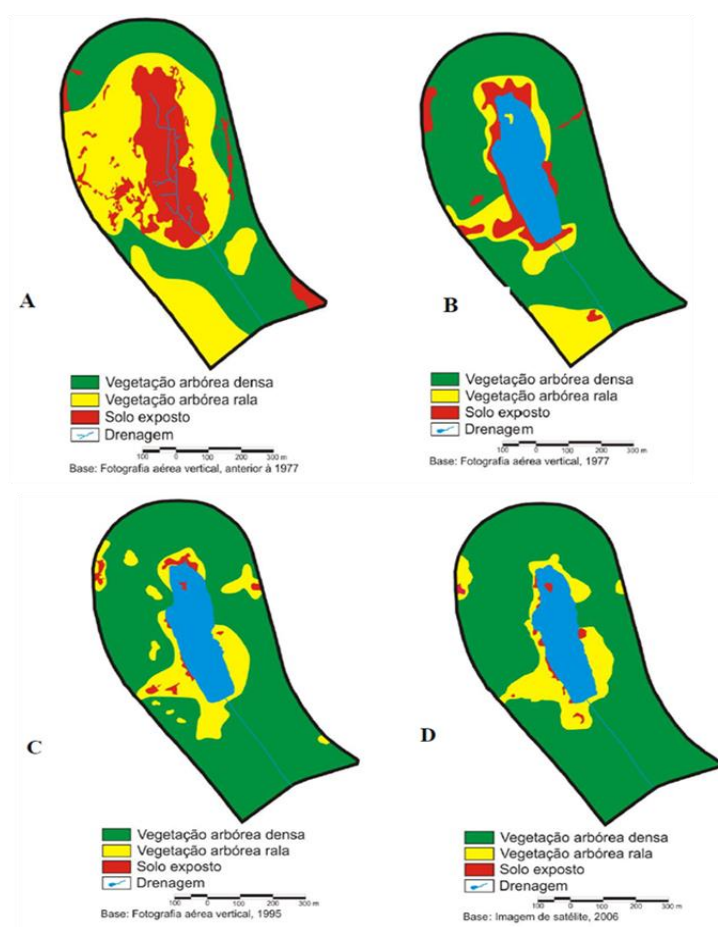 A
Vegetação arbórea densa
Vegetação arbórea rala
Solo exposto
Drenagem
100 0 100 200 300 m
Base: Fotografia aérea vertical, anterior à 1977
B
Vegetação arbórea densa
Vegetação arbórea rala
Solo exposto
Drenagem
100 0 100 200 300 m
Base: Fotografia aérea vertical, 1977
C
Vegetação arbórea densa
Vegetação arbórea rala
Solo exposto
Drenagem
100 0 100 200 300 m
Base: Fotografia aérea vertical, 1995
D
Vegetação arbórea densa
Vegetação arbórea rala
Solo exposto
Drenagem
100 0 100 200 300 m
Base: Imagem de satélite, 2006